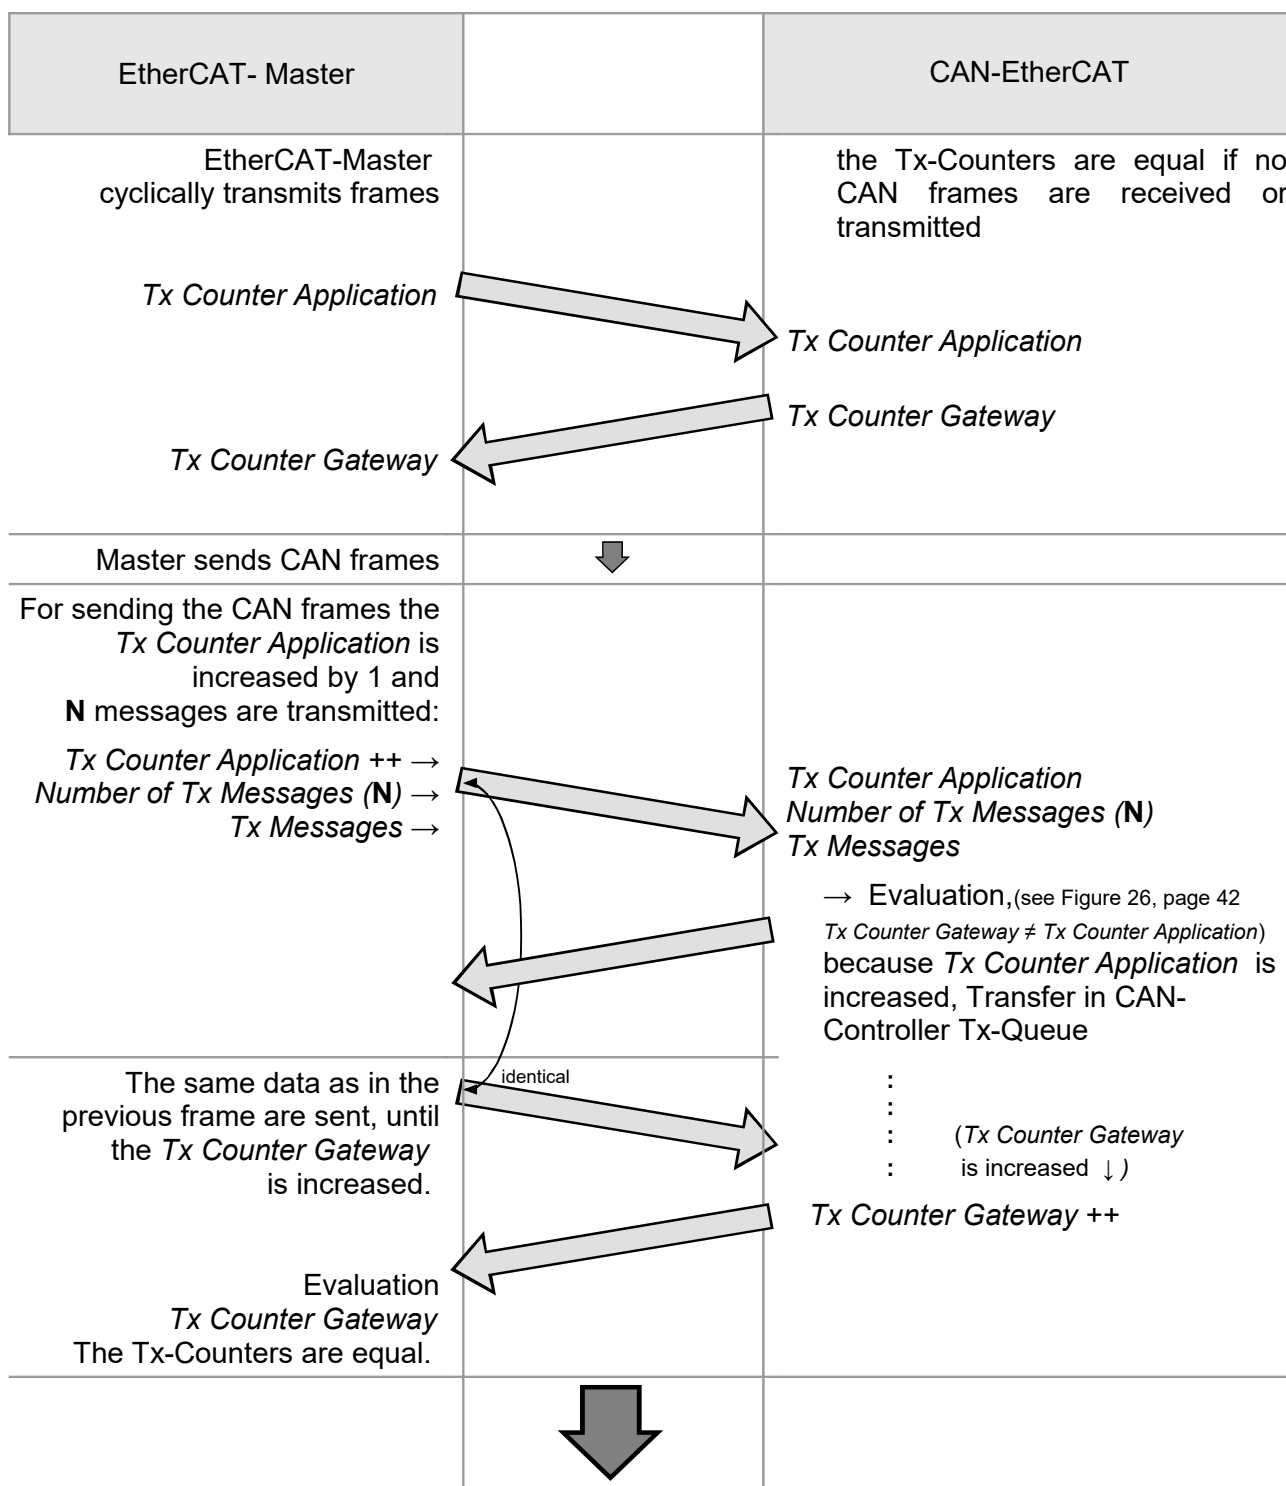 EtherCAT- Master
CAN-EtherCAT
EtherCAT-Master
cyclically transmits frames
the Tx-Counters are equal if no
CAN frames are received or
transmitted
Tx Counter Application
Tx Counter Application
Tx Counter Gateway
Tx Counter Gateway
Master sends CAN frames
For sending the CAN frames the
Tx Counter Application is
increased by 1 and
N messages are transmitted:
Tx Counter Application ++ →
Number of Tx Messages (N) →
Tx Messages →
Tx Counter Application
Number of Tx Messages (N)
Tx Messages
→ Evaluation,(see Figure 26, page 42
Tx Counter Gateway ≠ Tx Counter Application)
because Tx Counter Application is
increased, Transfer in CAN-
Controller Tx-Queue
identical
The same data as in the
previous frame are sent, until
the Tx Counter Gateway
is increased.
:
:
: (Tx Counter Gateway
: is increased ↓ )
Tx Counter Gateway ++
Evaluation
Tx Counter Gateway
The Tx-Counters are equal.